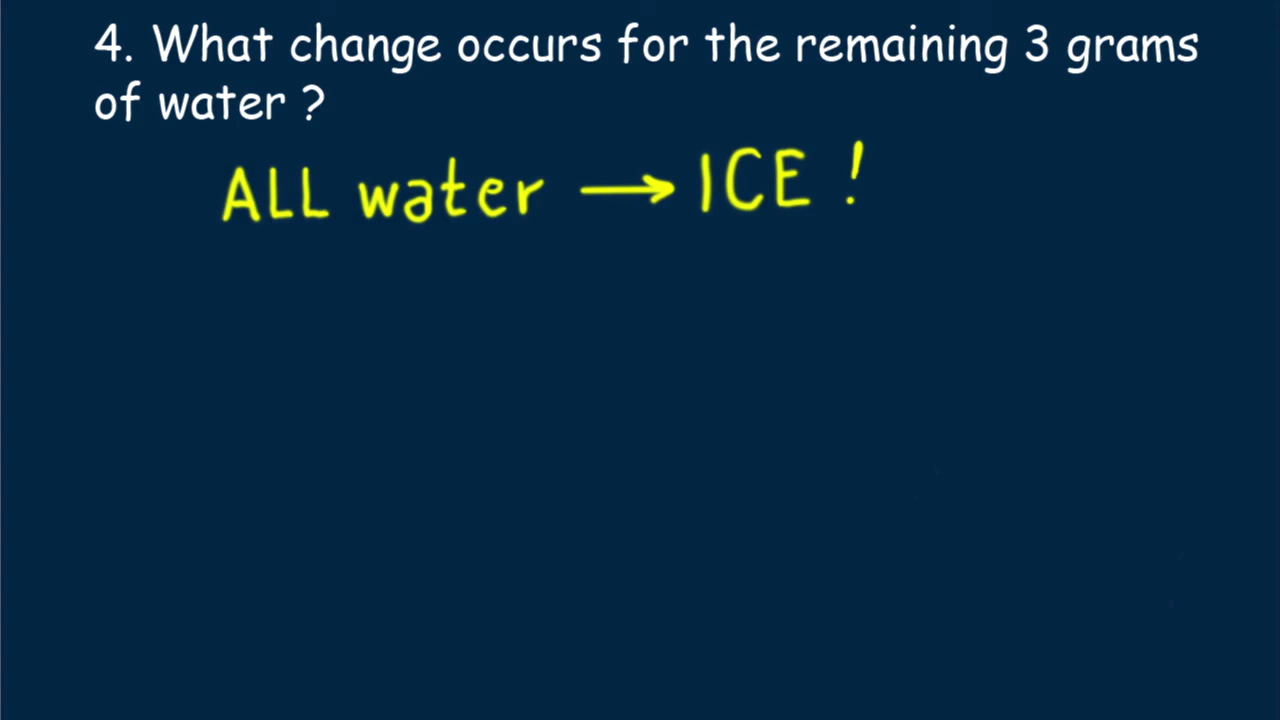 4. What change occurs for the remaining 3 grams
of water ?
ALL water → ICE !